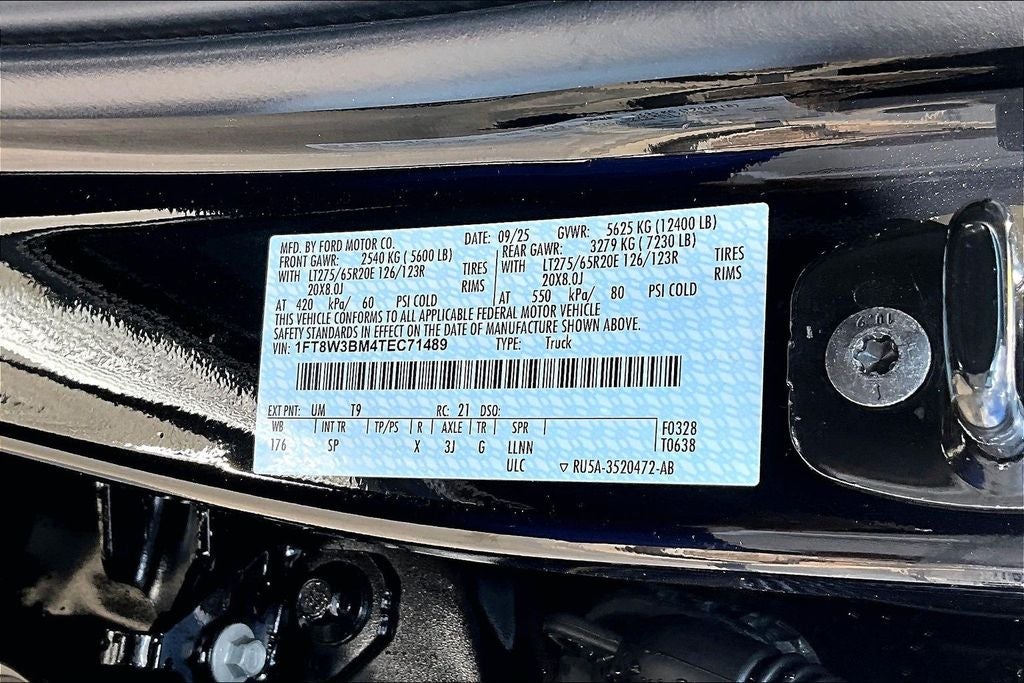 MFD. BY FORD MOTOR CO. DATE: 09/25 GVWR: 5625 KG (12400 LB)
FRONT GAWR: 2540 KG ( 5600 LB) REAR GAWR: 3279 KG ( 7230 LB)
WITH LT275/65R20E 126/123R TIRES WITH LT275/65R20E 126/123R TIRES
20X8.0J RIMS 20X8.0J RIMS
AT 420 kPa/ 60 PSI COLD AT 550 kPa/ 80 PSI COLD
THIS VEHICLE CONFORMS TO ALL APPLICABLE FEDERAL MOTOR VEHICLE
SAFETY STANDARDS IN EFFECT ON THE DATE OF MANUFACTURE SHOWN ABOVE.
VIN: 1FT8W3BM4TEC71489 TYPE: Truck
EXT PNT: UM T9 RC: 21 DSO:
WB INT TR TP/PS R AXLE TR SPR F0328
176 SP X 3J G LLNN T0638
ULC RU5A-3520472-AB
10.9
1